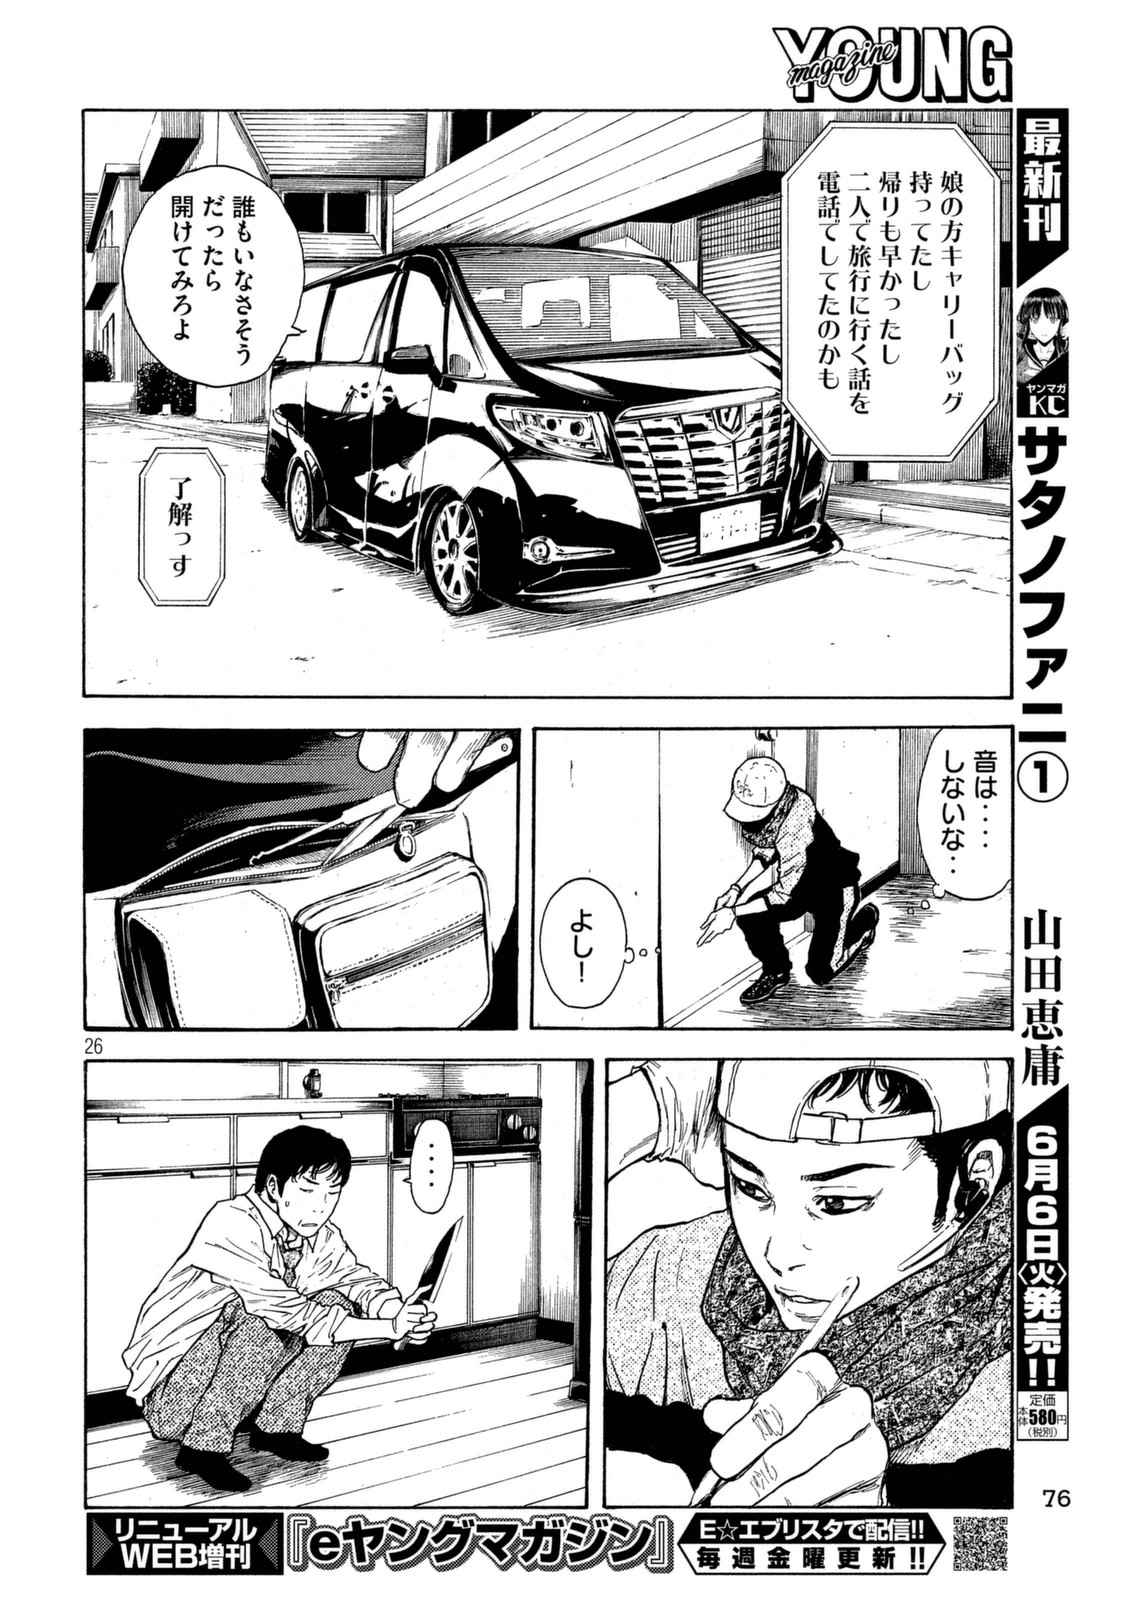 YOUNG
magazine
娘の方キャリーバッグ
持ってたし
帰りも早かったし
二人で旅行に行く話を
電話でしてたのかも
誰もいなさそう
だったら
開けてみろよ
了解っす
音は‥‥
しないな‥
よし!
26
‥‥
最新刊
ヤンマガ
KC
サタノファニ①
山田恵庸
6月6日〈火〉発売!!
定価
本体580円
(税別)
76
リニューアル
WEB増刊
『eヤングマガジン』
E☆エブリスタで配信!!
毎週金曜更新!!